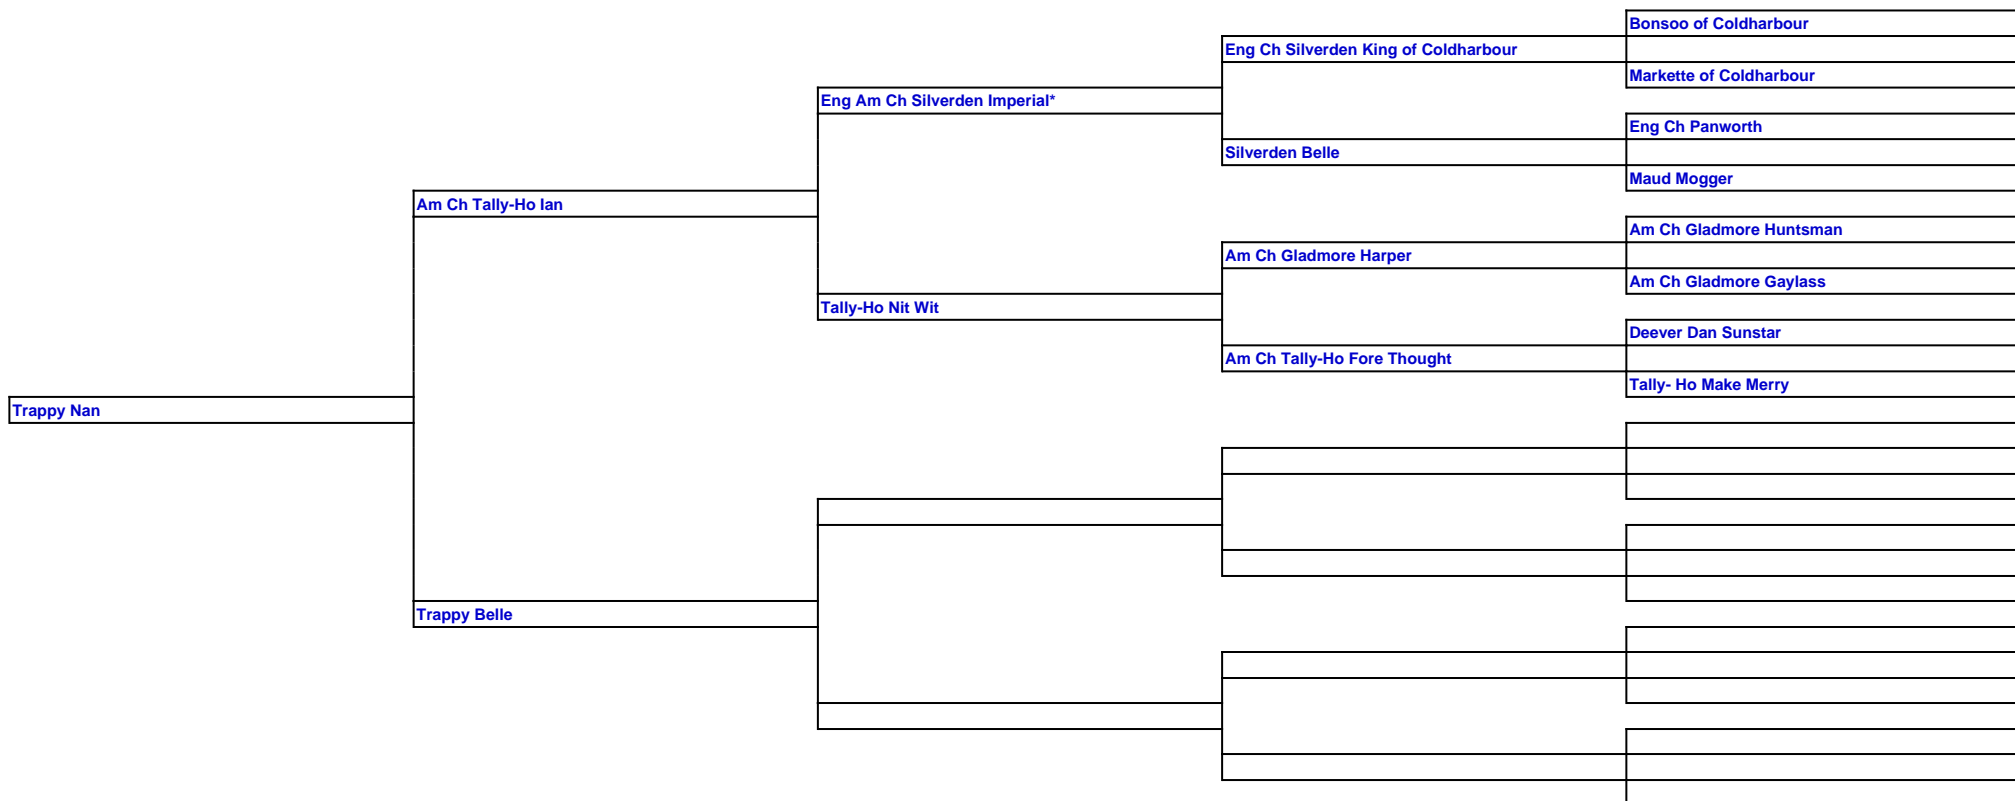 Bonsoo of Coldharbour
Eng Ch Silverden King of Coldharbour
Markette of Coldharbour
Eng Am Ch Silverden Imperial*
Eng Ch Panworth
Silverden Belle
Maud Mogger
Am Ch Tally-Ho Ian
Am Ch Gladmore Huntsman
Am Ch Gladmore Harper
Am Ch Gladmore Gaylass
Tally-Ho Nit Wit
Deever Dan Sunstar
Am Ch Tally-Ho Fore Thought
Tally- Ho Make Merry
Trappy Nan
Trappy Belle